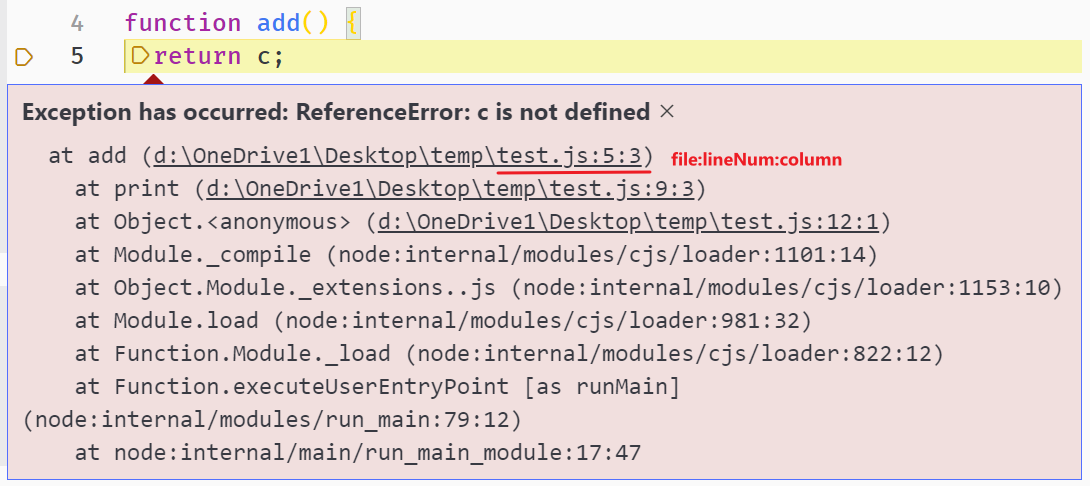 4 function add() {
5 return c;
Exception has occurred: ReferenceError: c is not defined ×
at add (d:\OneDrive1\Desktop\temp\test.js:5:3) file:lineNum:column
at print (d:\OneDrive1\Desktop\temp\test.js:9:3)
at Object.<anonymous> (d:\OneDrive1\Desktop\temp\test.js:12:1)
at Module._compile (node:internal/modules/cjs/loader:1101:14)
at Object.Module._extensions..js (node:internal/modules/cjs/loader:1153:10)
at Module.load (node:internal/modules/cjs/loader:981:32)
at Function.Module._load (node:internal/modules/cjs/loader:822:12)
at Function.executeUserEntryPoint [as runMain]
(node:internal/modules/run_main:79:12)
at node:internal/main/run_main_module:17:47